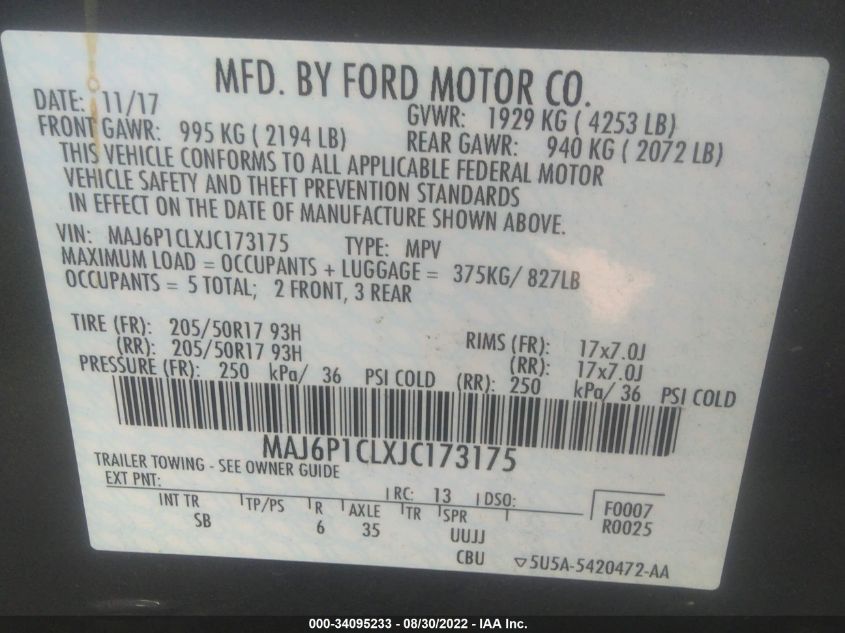 MFD. BY FORD MOTOR CO.
DATE: 11/17 GVWR: 1929 KG ( 4253 LB)
FRONT GAWR: 995 KG ( 2194 LB) REAR GAWR: 940 KG ( 2072 LB)
THIS VEHICLE CONFORMS TO ALL APPLICABLE FEDERAL MOTOR
VEHICLE SAFETY AND THEFT PREVENTION STANDARDS
IN EFFECT ON THE DATE OF MANUFACTURE SHOWN ABOVE.
VIN: MAJ6P1CLXJC173175 TYPE: MPV
MAXIMUM LOAD = OCCUPANTS + LUGGAGE = 375KG/ 827LB
OCCUPANTS = 5 TOTAL; 2 FRONT, 3 REAR
TIRE (FR): 205/50R17 93H RIMS (FR): 17x7.0J
(RR): 205/50R17 93H (RR): 17x7.0J
PRESSURE (FR): 250 kPa/ 36 PSI COLD (RR): 250 kPa/ 36 PSI COLD
MAJ6P1CLXJC173175
TRAILER TOWING - SEE OWNER GUIDE
EXT PNT: RC: 13 DSO: F0007
INT TR TP/PS R AXLE TR SPR R0025
SB 6 35 UUJJ
CBU 5U5A-5420472-AA
000-34095233 - 08/30/2022 - IAA Inc.